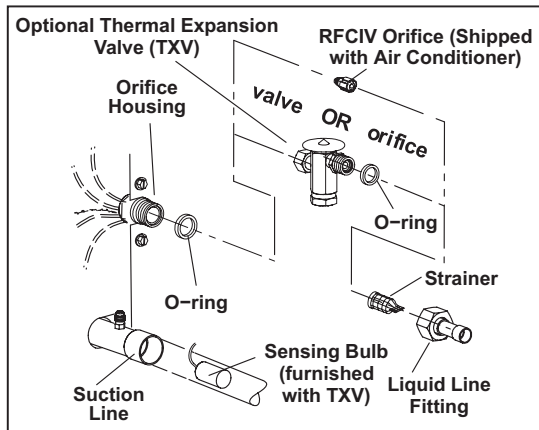 Optional Thermal Expansion
Valve (TXV)
RFCIV Orifice (Shipped
with Air Conditioner)
Orifice
Housing
valve OR orifice
O−ring
Strainer
O−ring
Sensing Bulb
(furnished
with TXV)
Suction
Line
Liquid Line
Fitting